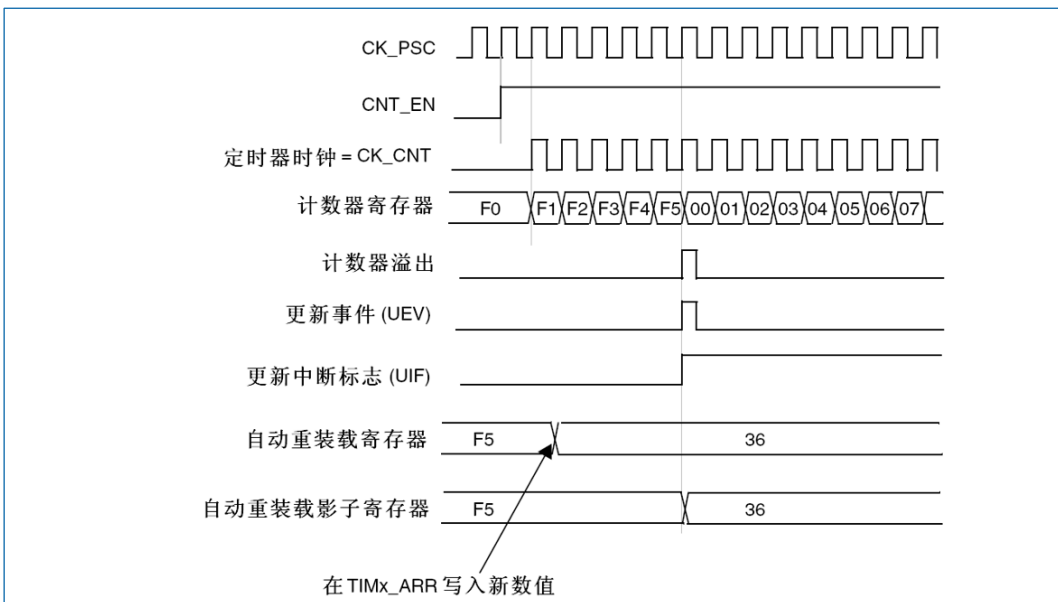 CK_PSC
CNT_EN
定时器时钟 = CK_CNT
计数器寄存器 F0 F1 F2 F3 F4 F5 00 01 02 03 04 05 06 07
计数器溢出
更新事件 (UEV)
更新中断标志 (UIF)
自动重装载寄存器 F5 36
自动重装载影子寄存器 F5 36
在 TIMx_ARR 写入新数值